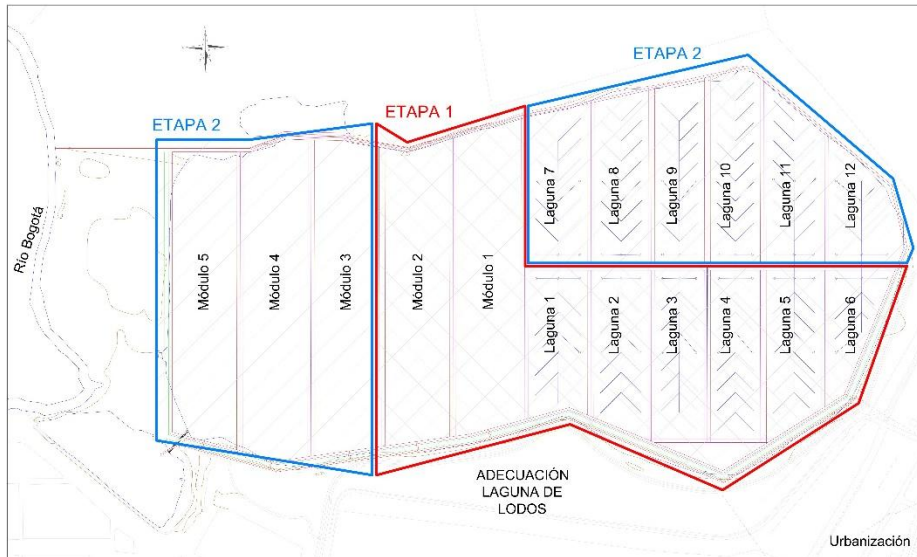 ETAPA 2
ETAPA 1
ETAPA 2
Río Bogotá
Módulo 5
Módulo 4
Módulo 3
Módulo 2
Módulo 1
Laguna 7
Laguna 8
Laguna 9
Laguna 10
Laguna 11
Laguna 12
Laguna 1
Laguna 2
Laguna 3
Laguna 4
Laguna 5
Laguna 6
ADECUACIÓN
LAGUNA DE
LODOS
Urbanización